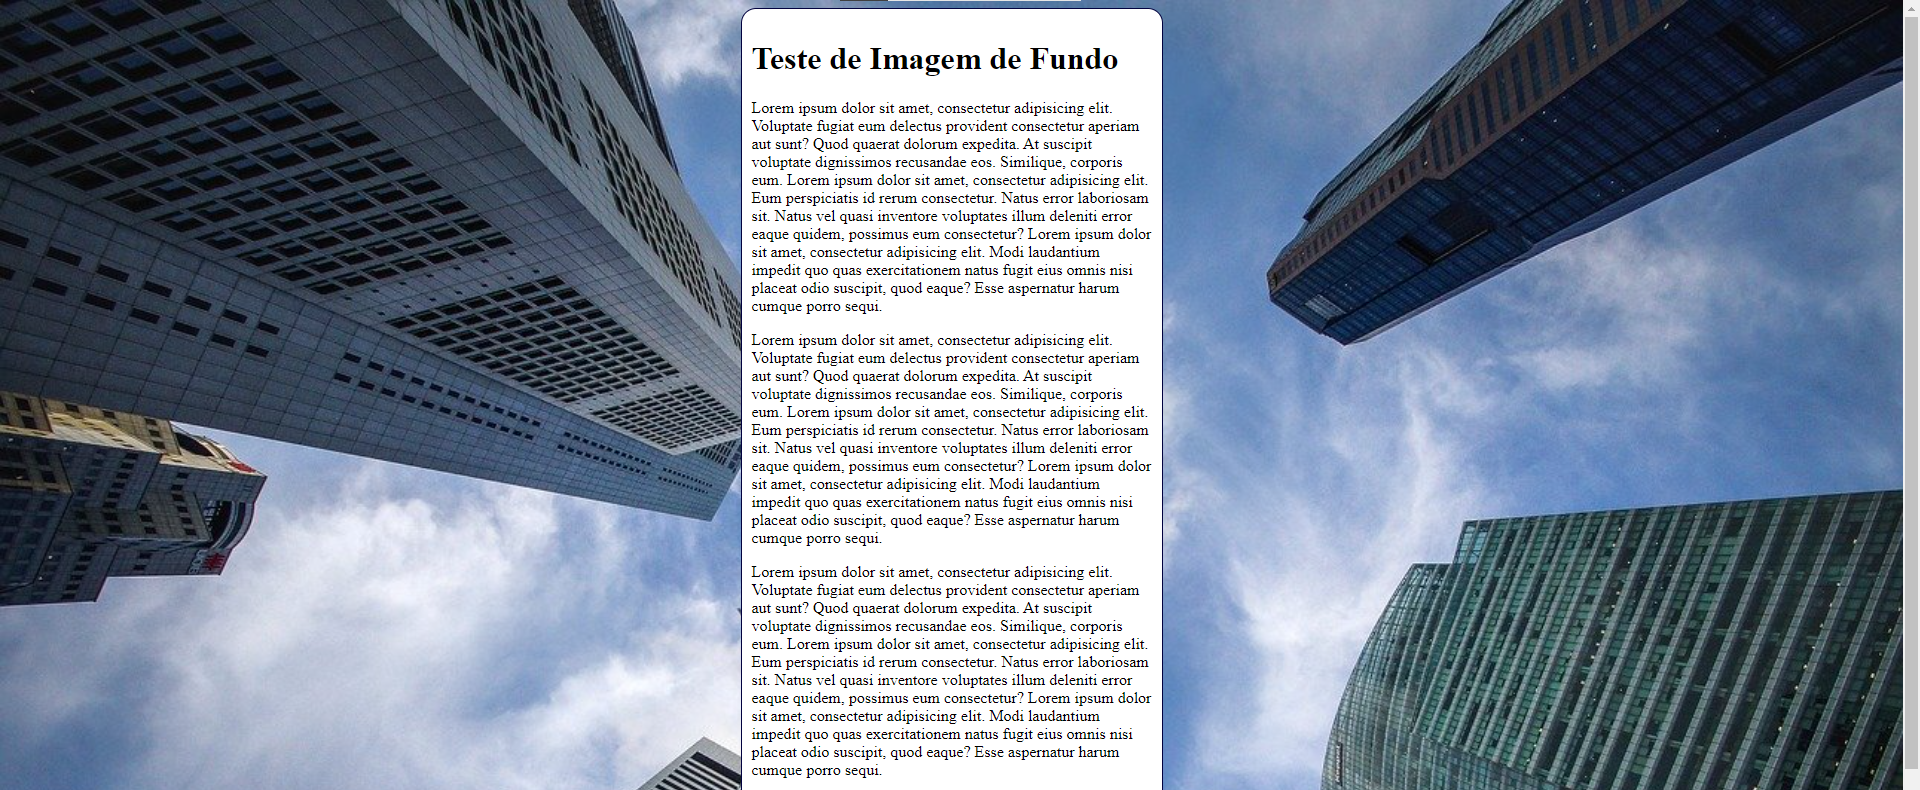 Teste de Imagem de Fundo
Lorem ipsum dolor sit amet, consectetur adipisicing elit.
Voluptate fugiat eum delectus provident consectetur aperiam
aut sunt? Quod quaerat dolorum expedita. At suscipit
voluptate dignissimos recusandae eos. Similique, corporis
eum. Lorem ipsum dolor sit amet, consectetur adipisicing elit.
Eum perspiciatis id rerum consectetur. Natus error laboriosam
sit. Natus vel quasi inventore voluptates illum deleniti error
eaque quidem, possimus eum consectetur? Lorem ipsum dolor
sit amet, consectetur adipisicing elit. Modi laudantium
impedit quo quas exercitationem natus fugit eius omnis nisi
placeat odio suscipit, quod eaque? Esse aspernatur harum
cumque porro sequi.
Lorem ipsum dolor sit amet, consectetur adipisicing elit.
Voluptate fugiat eum delectus provident consectetur aperiam
aut sunt? Quod quaerat dolorum expedita. At suscipit
voluptate dignissimos recusandae eos. Similique, corporis
eum. Lorem ipsum dolor sit amet, consectetur adipisicing elit.
Eum perspiciatis id rerum consectetur. Natus error laboriosam
sit. Natus vel quasi inventore voluptates illum deleniti error
eaque quidem, possimus eum consectetur? Lorem ipsum dolor
sit amet, consectetur adipisicing elit. Modi laudantium
impedit quo quas exercitationem natus fugit eius omnis nisi
placeat odio suscipit, quod eaque? Esse aspernatur harum
cumque porro sequi.
Lorem ipsum dolor sit amet, consectetur adipisicing elit.
Voluptate fugiat eum delectus provident consectetur aperiam
aut sunt? Quod quaerat dolorum expedita. At suscipit
voluptate dignissimos recusandae eos. Similique, corporis
eum. Lorem ipsum dolor sit amet, consectetur adipisicing elit.
Eum perspiciatis id rerum consectetur. Natus error laboriosam
sit. Natus vel quasi inventore voluptates illum deleniti error
eaque quidem, possimus eum consectetur? Lorem ipsum dolor
sit amet, consectetur adipisicing elit. Modi laudantium
impedit quo quas exercitationem natus fugit eius omnis nisi
placeat odio suscipit, quod eaque? Esse aspernatur harum
cumque porro sequi.